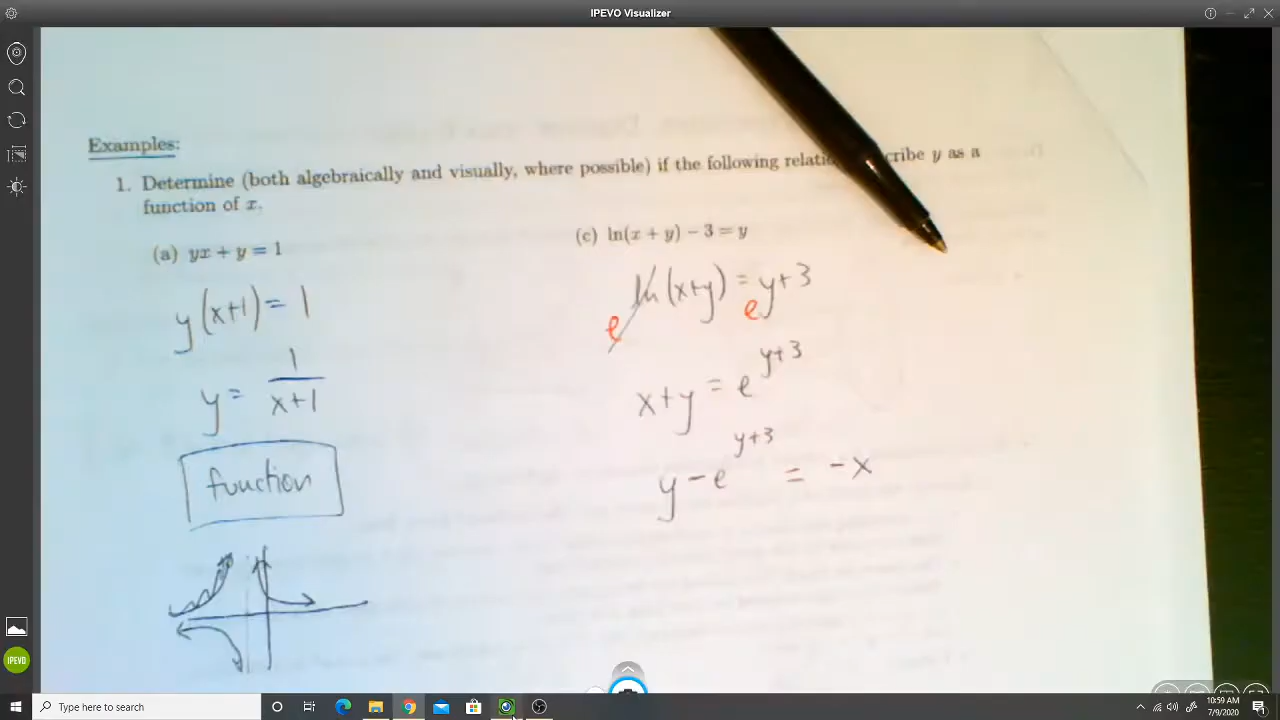 IPEVO Visualizer
Examples:
1. Determine (both algebraically and visually, where possible) if the following y as a
function of x.
(a) yx + y = 1
y(x+1) = 1
y = 1/(x+1)
function
(c) ln(x + y) − 3 = y
e ln(x+y) = e y+3
x+y = e^(y+3)
y - e^(y+3) = -x
IPEVO
Type here to search
10:59 AM
7/9/2020
1